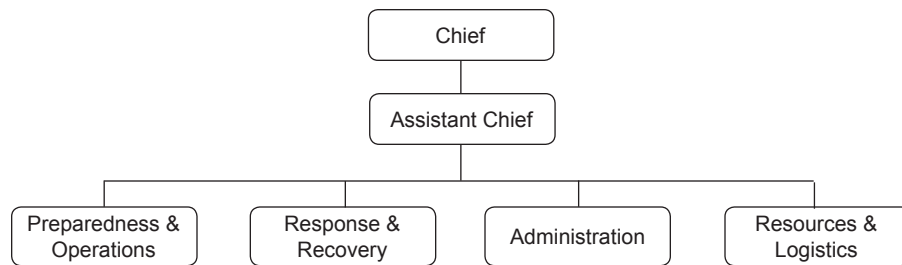 Chief
Assistant Chief
Preparedness &
Operations
Response &
Recovery
Administration
Resources &
Logistics